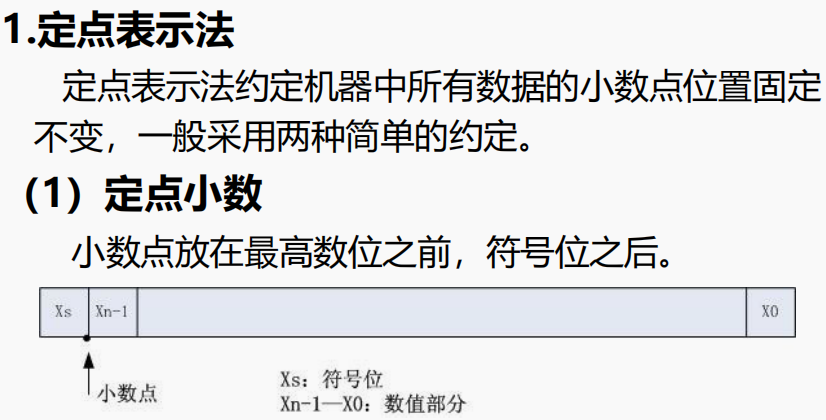 1.定点表示法
定点表示法约定机器中所有数据的小数点位置固定
不变，一般采用两种简单的约定。
（1）定点小数
小数点放在最高数位之前，符号位之后。
Xs Xn-1 X0
小数点
Xs：符号位
Xn-1—X0：数值部分